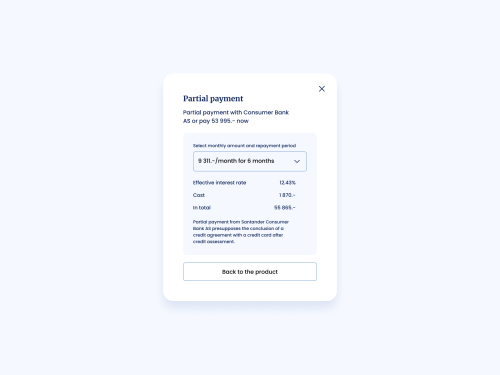 Partial payment
Partial payment with Consumer Bank
AS or pay 53 995.- now
Select monthly amount and repayment period
9 311.-/month for 6 months
Effective interest rate 12.43%
Cost 1 870.-
In total 55 865.-
Partial payment from Santander Consumer
Bank AS presupposes the conclusion of a
credit agreement with a credit card after
credit assessment.
Back to the product